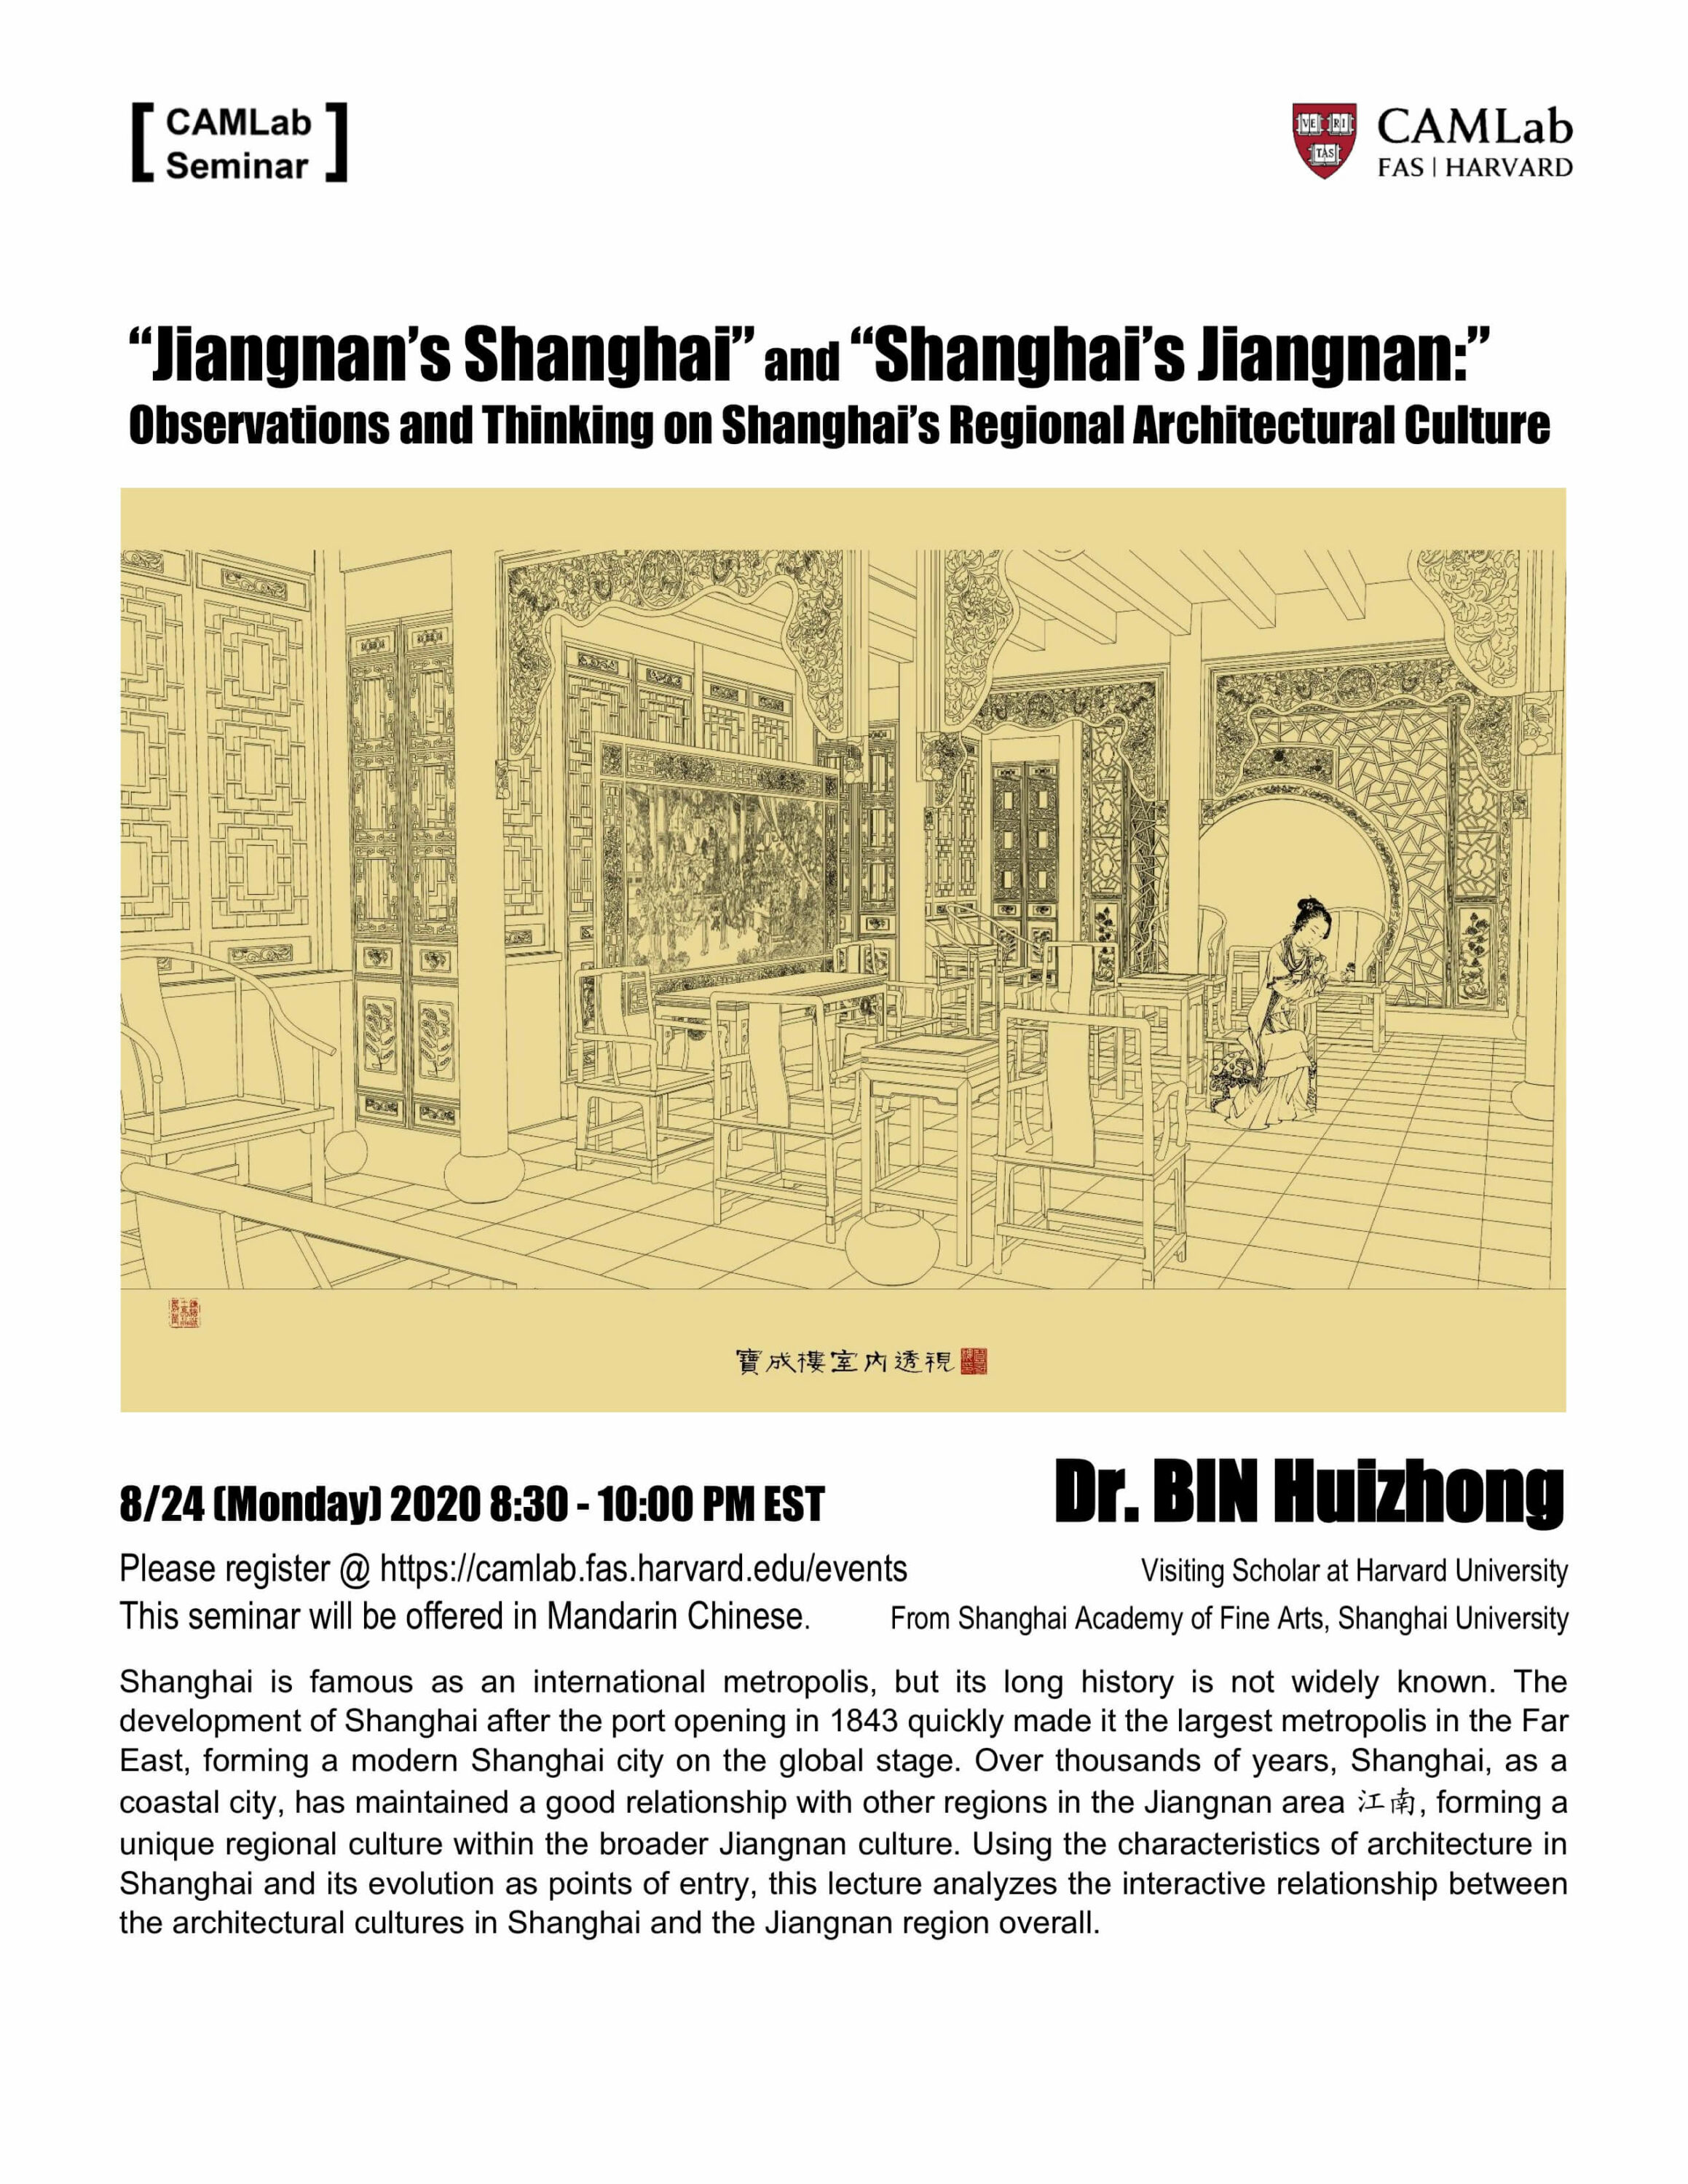 CAMLab
Seminar
VE RI
TAS
CAMLab
FAS | HARVARD
“Jiangnan’s Shanghai” and “Shanghai’s Jiangnan:”
Observations and Thinking on Shanghai’s Regional Architectural Culture
寶成樓室內透視
8/24 (Monday) 2020 8:30 - 10:00 PM EST
Please register @ https://camlab.fas.harvard.edu/events
This seminar will be offered in Mandarin Chinese.
Dr. BIN Huizhong
Visiting Scholar at Harvard University
From Shanghai Academy of Fine Arts, Shanghai University
Shanghai is famous as an international metropolis, but its long history is not widely known. The
development of Shanghai after the port opening in 1843 quickly made it the largest metropolis in the Far
East, forming a modern Shanghai city on the global stage. Over thousands of years, Shanghai, as a
coastal city, has maintained a good relationship with other regions in the Jiangnan area 江南, forming a
unique regional culture within the broader Jiangnan culture. Using the characteristics of architecture in
Shanghai and its evolution as points of entry, this lecture analyzes the interactive relationship between
the architectural cultures in Shanghai and the Jiangnan region overall.